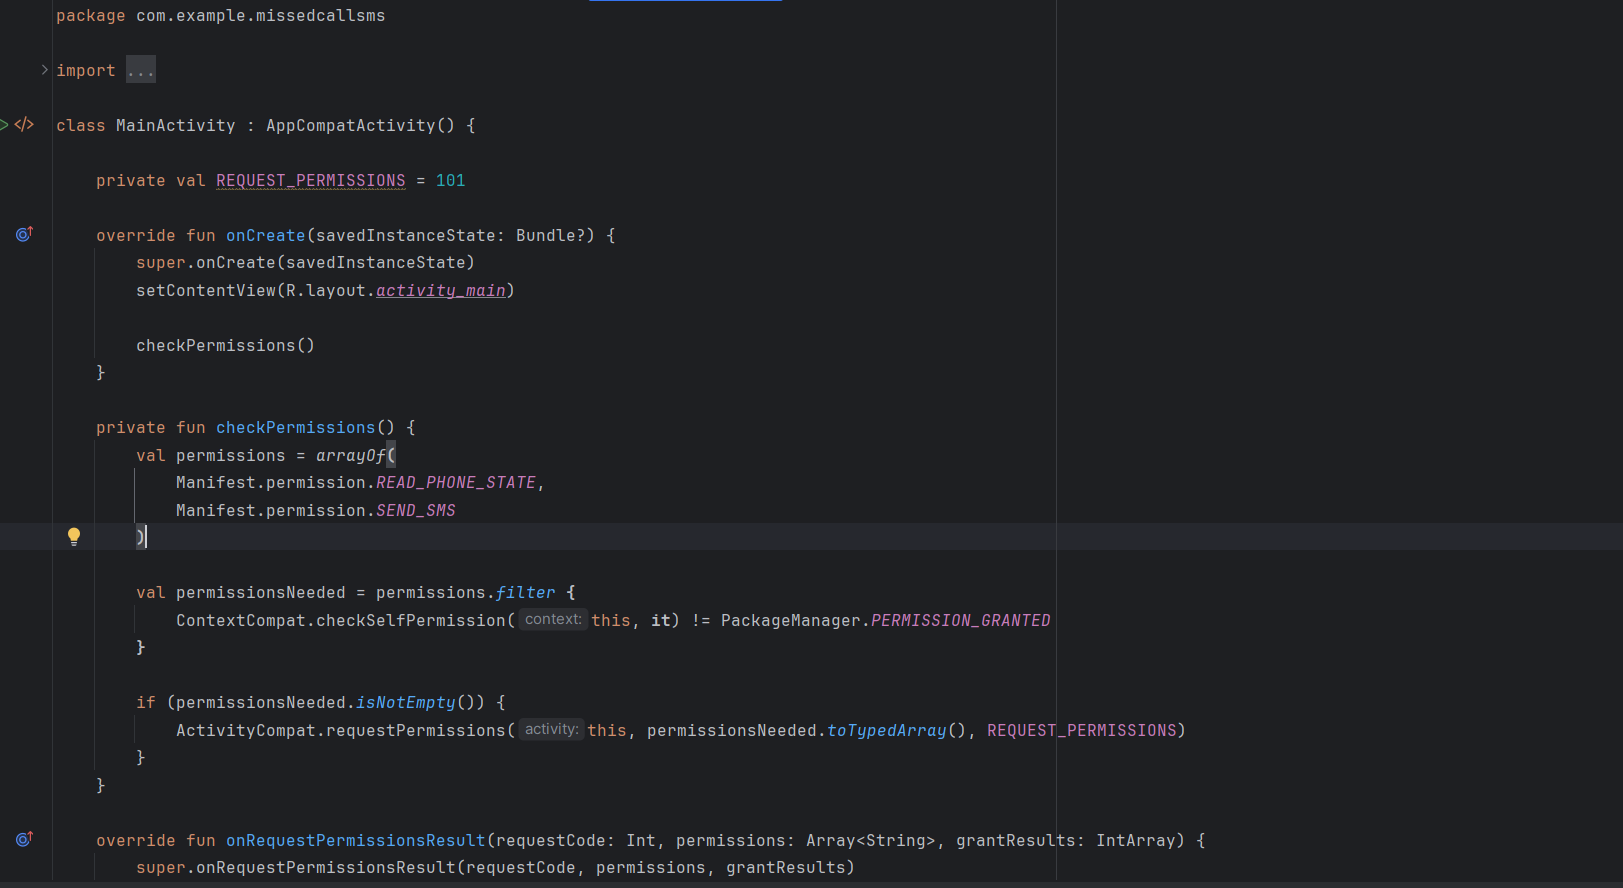 package com.example.missedcallsms
import ...
class MainActivity : AppCompatActivity() {
private val REQUEST_PERMISSIONS = 101
override fun onCreate(savedInstanceState: Bundle?) {
super.onCreate(savedInstanceState)
setContentView(R.layout.activity_main)
checkPermissions()
}
private fun checkPermissions() {
val permissions = arrayOf(
Manifest.permission.READ_PHONE_STATE,
Manifest.permission.SEND_SMS
)
val permissionsNeeded = permissions.filter {
ContextCompat.checkSelfPermission( context: this, it) != PackageManager.PERMISSION_GRANTED
}
if (permissionsNeeded.isNotEmpty()) {
ActivityCompat.requestPermissions( activity: this, permissionsNeeded.toTypedArray(), REQUEST_PERMISSIONS)
}
}
override fun onRequestPermissionsResult(requestCode: Int, permissions: Array<String>, grantResults: IntArray) {
super.onRequestPermissionsResult(requestCode, permissions, grantResults)